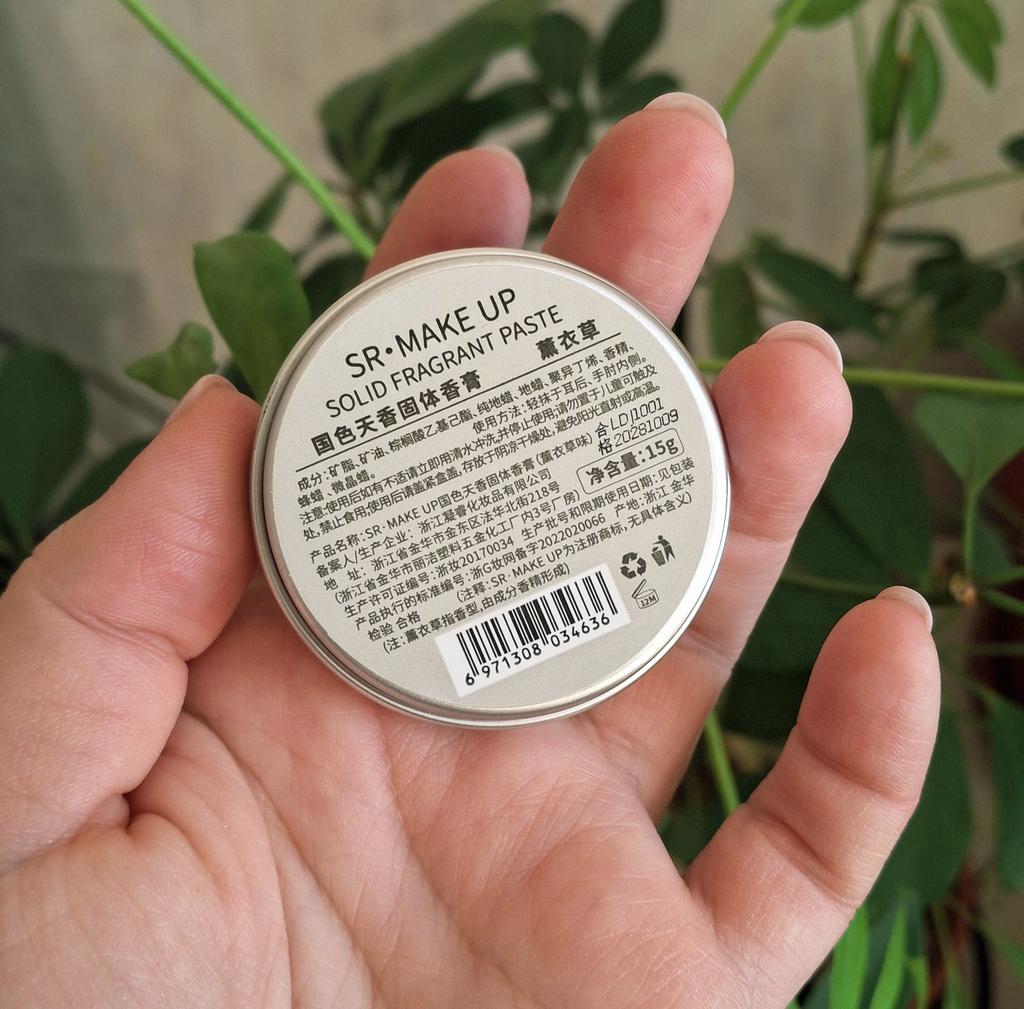 SR·MAKE UP
SOLID FRAGRANT PASTE
国色天香固体香膏 薰衣草
成分：矿脂、矿油、棕榈酸乙基己酯、纯地蜡、地蜡、聚异丁烯、香精、
蜂蜡、微晶蜡。 使用方法：轻抹于耳后、手肘内侧。
注意：使用后如有不适请立即用清水冲洗，并停止使用；请勿置于儿童可触及
处，禁止食用；使用后请盖紧盒盖，存放于阴凉干燥处，避免阳光直射或高温。
产品名称：SR·MAKE UP国色天香固体香膏（薰衣草味） 合 LDJ1001
备案人/生产企业：浙江凝睿化妆品有限公司 格 20281009
地 址：浙江省金华市金东区法华北街218号 净含量：15g
（浙江省金华市丽洁塑料五金化工厂内3号厂房）
生产许可证编号：浙妆20170034 生产批号和限期使用日期：见包装
产品执行的标准编号：浙G妆网备字2022020066 产地：浙江 金华
检验 合格 （注释：SR·MAKE UP为注册商标，无具体含义）
（注：薰衣草指香型，由成分香精形成）
12M
6 971308 034636